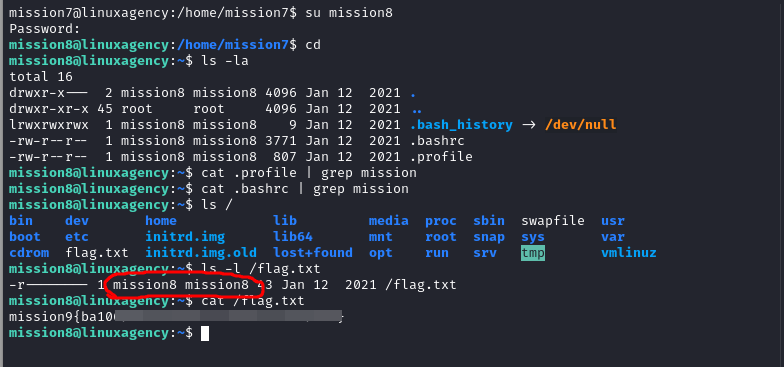 mission7@linuxagency:/home/mission7$ su mission8
Password:
mission8@linuxagency:/home/mission7$ cd
mission8@linuxagency:~$ ls -la
total 16
drwxr-x--- 2 mission8 mission8 4096 Jan 12 2021 .
drwxr-xr-x 45 root root 4096 Jan 12 2021 ..
lrwxrwxrwx 1 mission8 mission8 9 Jan 12 2021 .bash_history -> /dev/null
-rw-r--r-- 1 mission8 mission8 3771 Jan 12 2021 .bashrc
-rw-r--r-- 1 mission8 mission8 807 Jan 12 2021 .profile
mission8@linuxagency:~$ cat .profile | grep mission
mission8@linuxagency:~$ cat .bashrc | grep mission
mission8@linuxagency:~$ ls /
bin dev home lib media proc sbin swapfile usr
boot etc initrd.img lib64 mnt root snap sys var
cdrom flag.txt initrd.img.old lost+found opt run srv tmp vmlinuz
mission8@linuxagency:~$ ls -l /flag.txt
-r-------- 1 mission8 mission8 43 Jan 12 2021 /flag.txt
mission8@linuxagency:~$ cat /flag.txt
mission9{ba10
mission8@linuxagency:~$